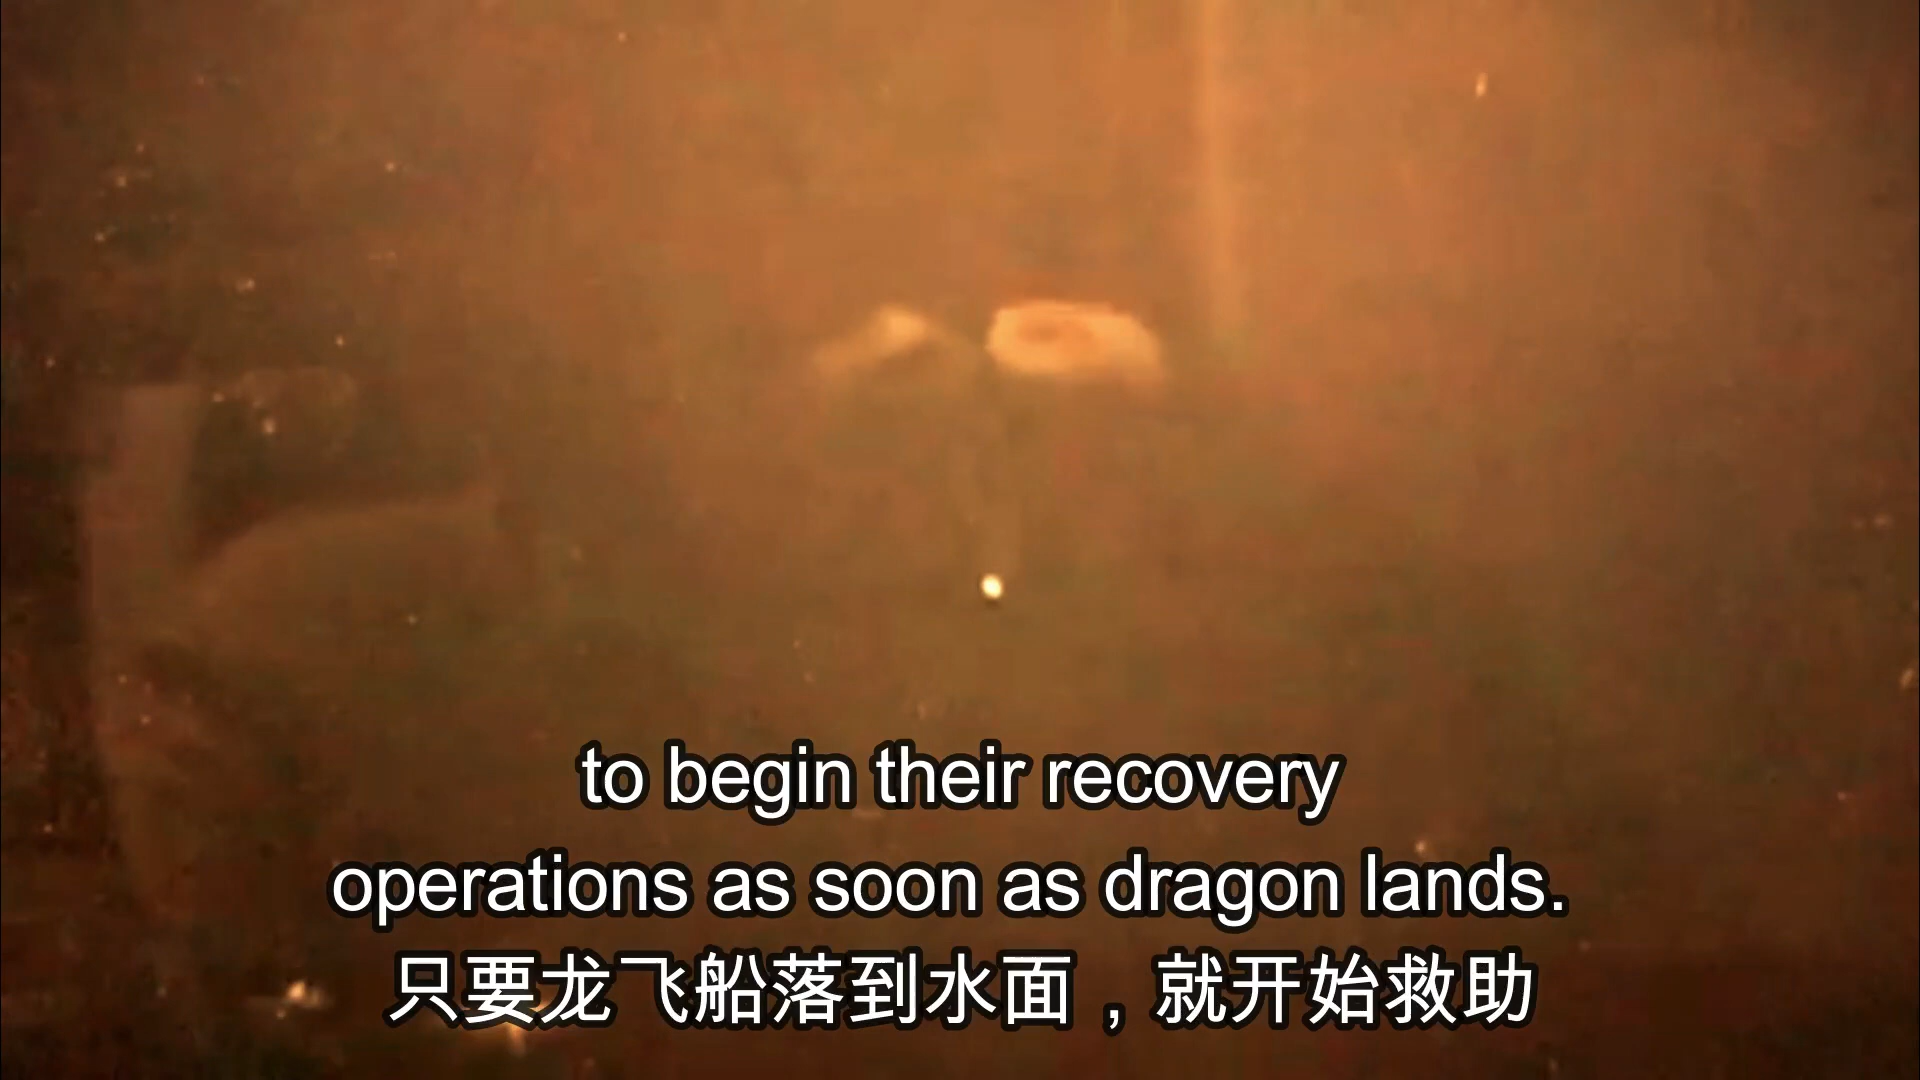 to begin their recovery
operations as soon as dragon lands.
只要龙飞船落到水面，就开始救助